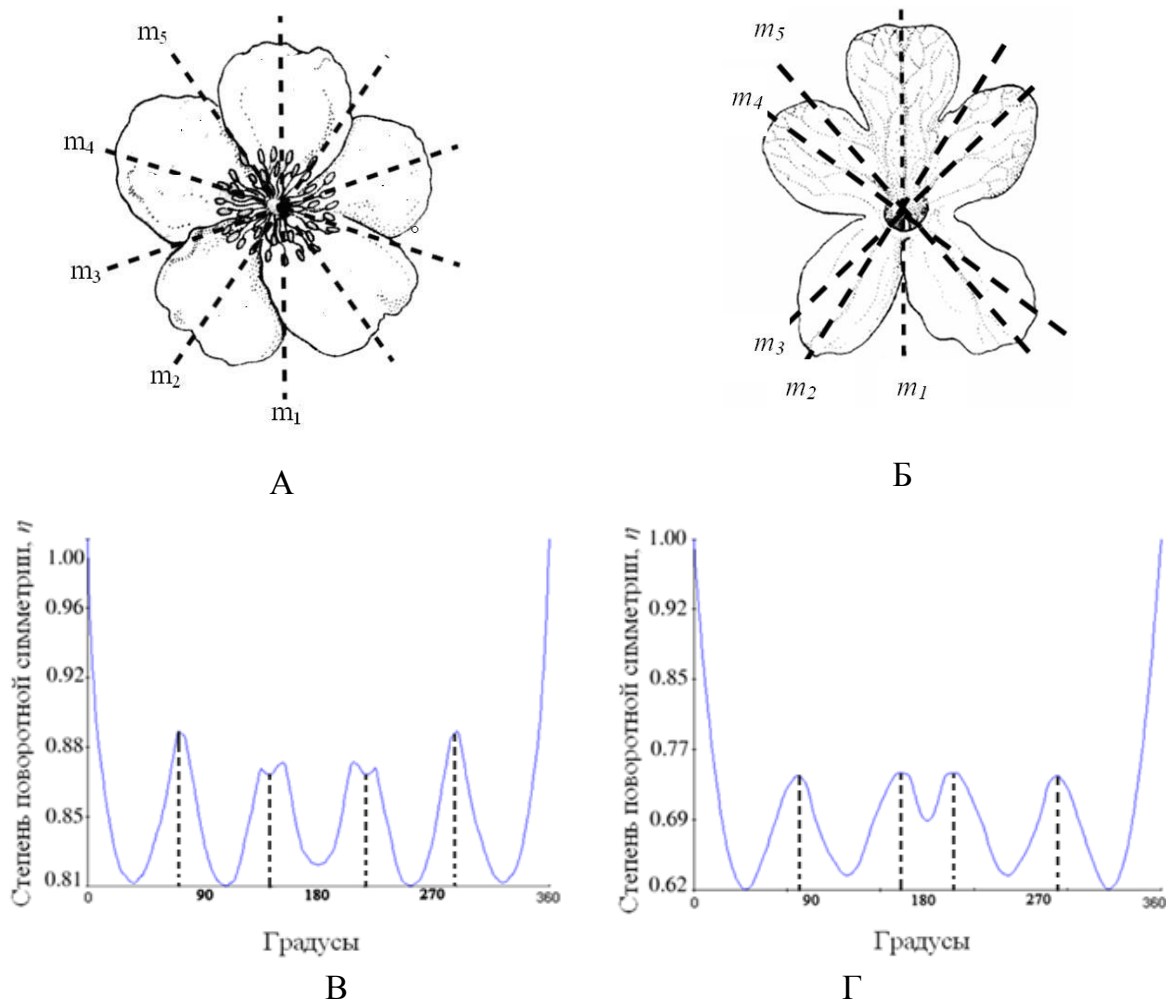 m₅
m₄
m₃
m₂
m₁
А
m₅
m₄
m₃
m₂
m₁
Б
Степень поворотной симметрии, η
1.00
0.96
0.92
0.88
0.85
0.81
0
90
180
270
360
Градусы
В
Степень поворотной симметрии, η
1.00
0.92
0.85
0.77
0.69
0.62
0
90
180
270
360
Градусы
Г